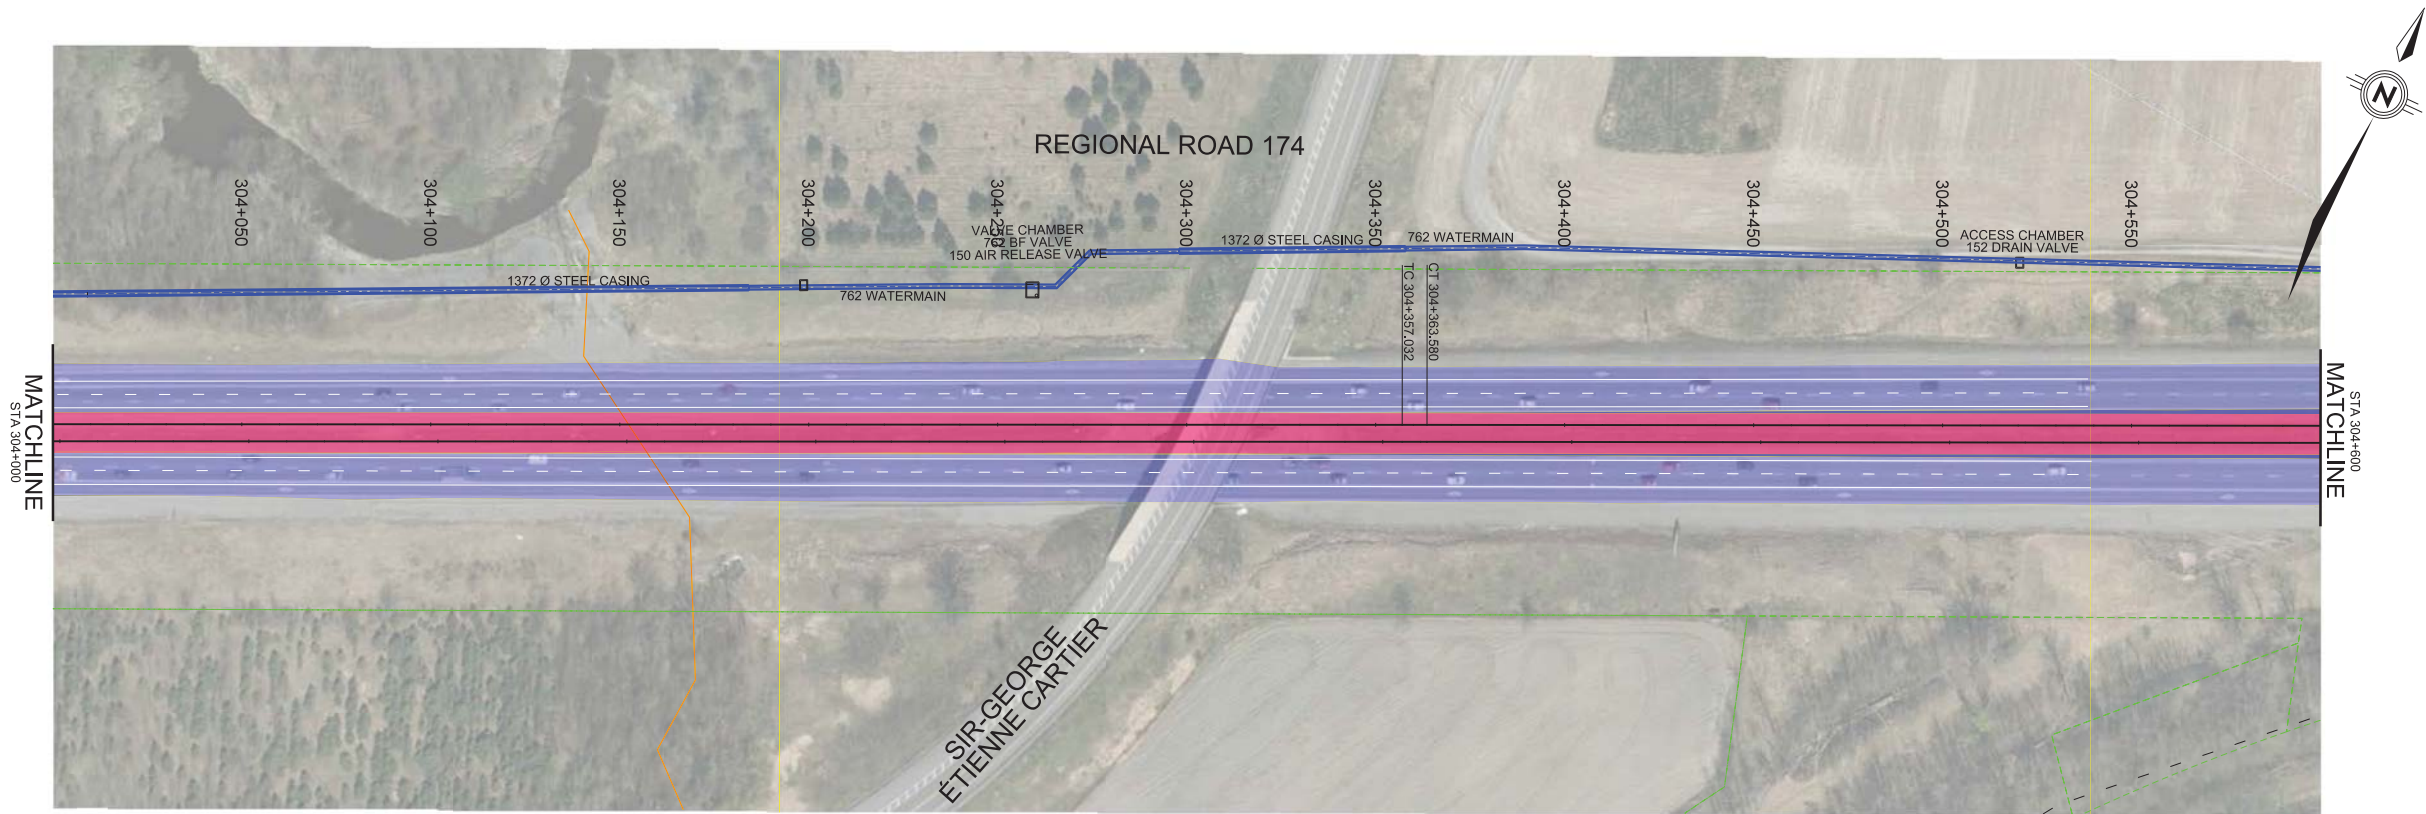 N
REGIONAL ROAD 174
304+050
304+100
304+150
304+200
304+250
304+300
304+350
304+400
304+450
304+500
304+550
VALVE CHAMBER
762 BF VALVE
150 AIR RELEASE VALVE
1372 Ø STEEL CASING
762 WATERMAIN
ACCESS CHAMBER
152 DRAIN VALVE
1372 Ø STEEL CASING
762 WATERMAIN
TC 304+357.032
CT 304+363.580
MATCHLINE
STA 304+000
STA 304+600
MATCHLINE
SIR-GEORGE
ÉTIENNE CARTIER